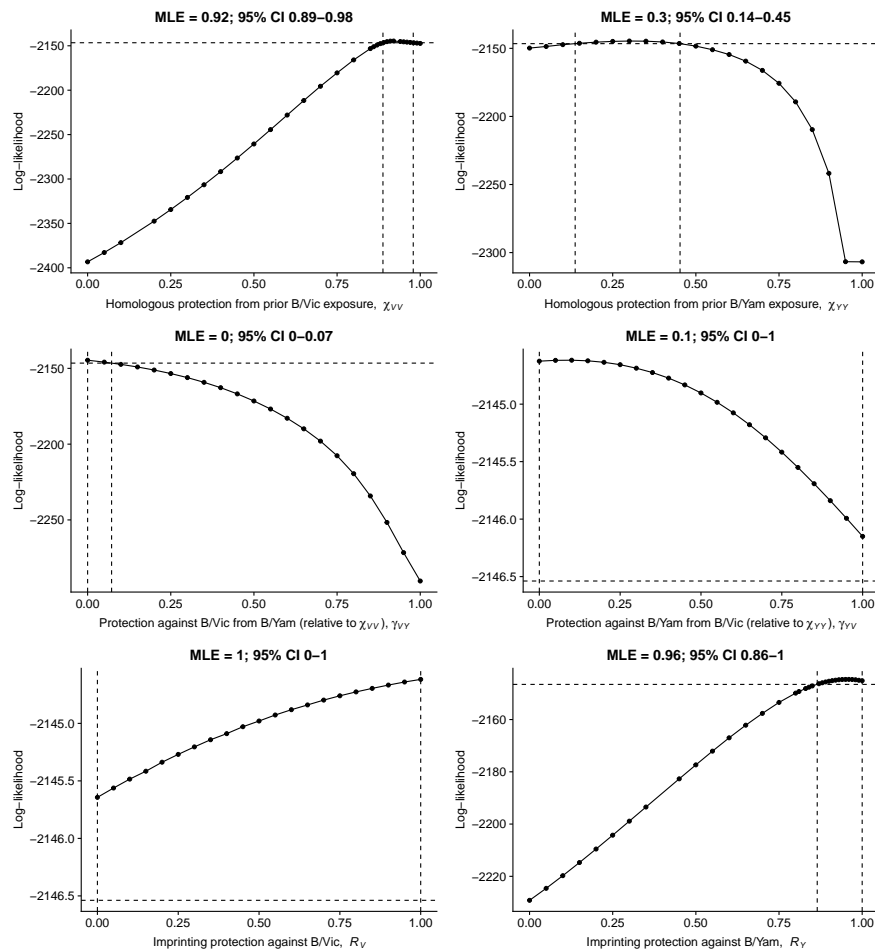 MLE = 0.92; 95% CI 0.89−0.98
−2150
−2200
−2250
−2300
−2350
−2400
Log−likelihood
0.00 0.25 0.50 0.75 1.00
Homologous protection from prior B/Vic exposure, χVV
MLE = 0.3; 95% CI 0.14−0.45
−2150
−2200
−2250
−2300
Log−likelihood
0.00 0.25 0.50 0.75 1.00
Homologous protection from prior B/Yam exposure, χYY
MLE = 0; 95% CI 0−0.07
−2150
−2200
−2250
Log−likelihood
0.00 0.25 0.50 0.75 1.00
Protection against B/Vic from B/Yam (relative to χVV), γVY
MLE = 0.1; 95% CI 0−1
−2145.0
−2145.5
−2146.0
−2146.5
Log−likelihood
0.00 0.25 0.50 0.75 1.00
Protection against B/Yam from B/Vic (relative to χYY), γYV
MLE = 1; 95% CI 0−1
−2145.0
−2145.5
−2146.0
−2146.5
Log−likelihood
0.00 0.25 0.50 0.75 1.00
Imprinting protection against B/Vic, RV
MLE = 0.96; 95% CI 0.86−1
−2160
−2180
−2200
−2220
Log−likelihood
0.00 0.25 0.50 0.75 1.00
Imprinting protection against B/Yam, RY